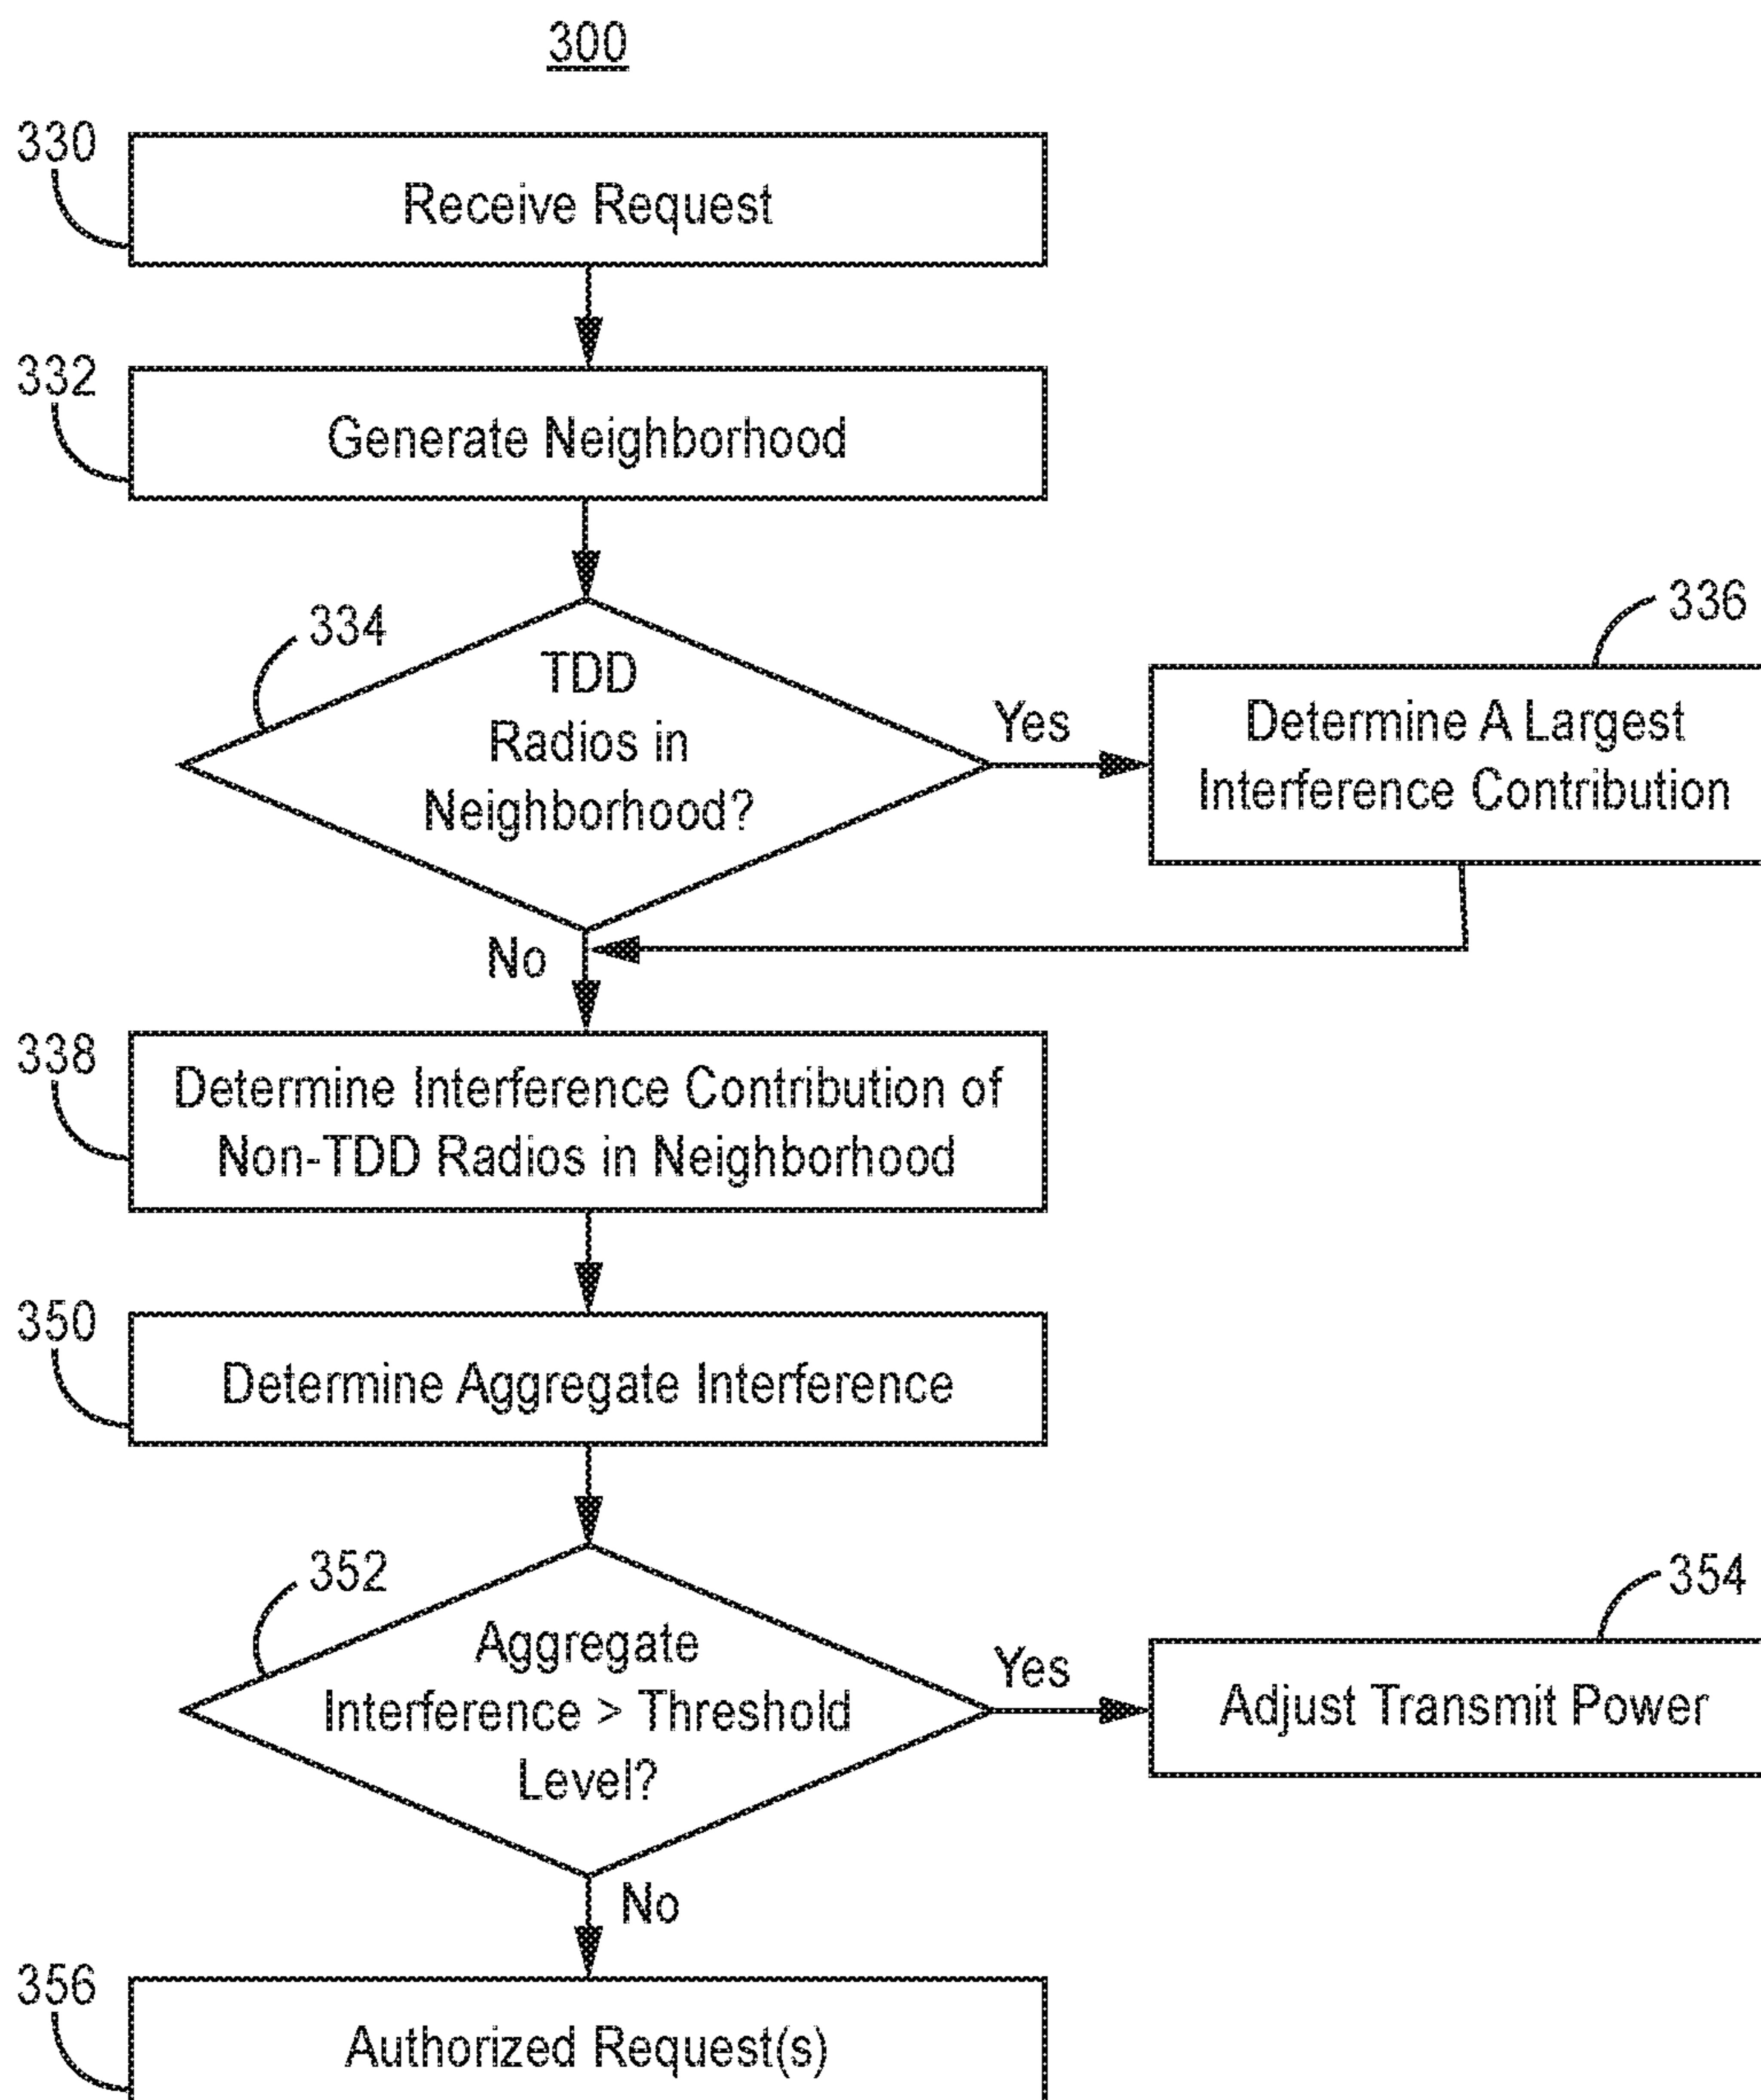 300
330
Receive Request
332
Generate Neighborhood
334
TDD
Radios in
Neighborhood?
Yes
336
Determine A Largest
Interference Contribution
No
338
Determine Interference Contribution of
Non-TDD Radios in Neighborhood
350
Determine Aggregate Interference
352
Aggregate
Interference > Threshold
Level?
Yes
354
Adjust Transmit Power
No
356
Authorized Request(s)